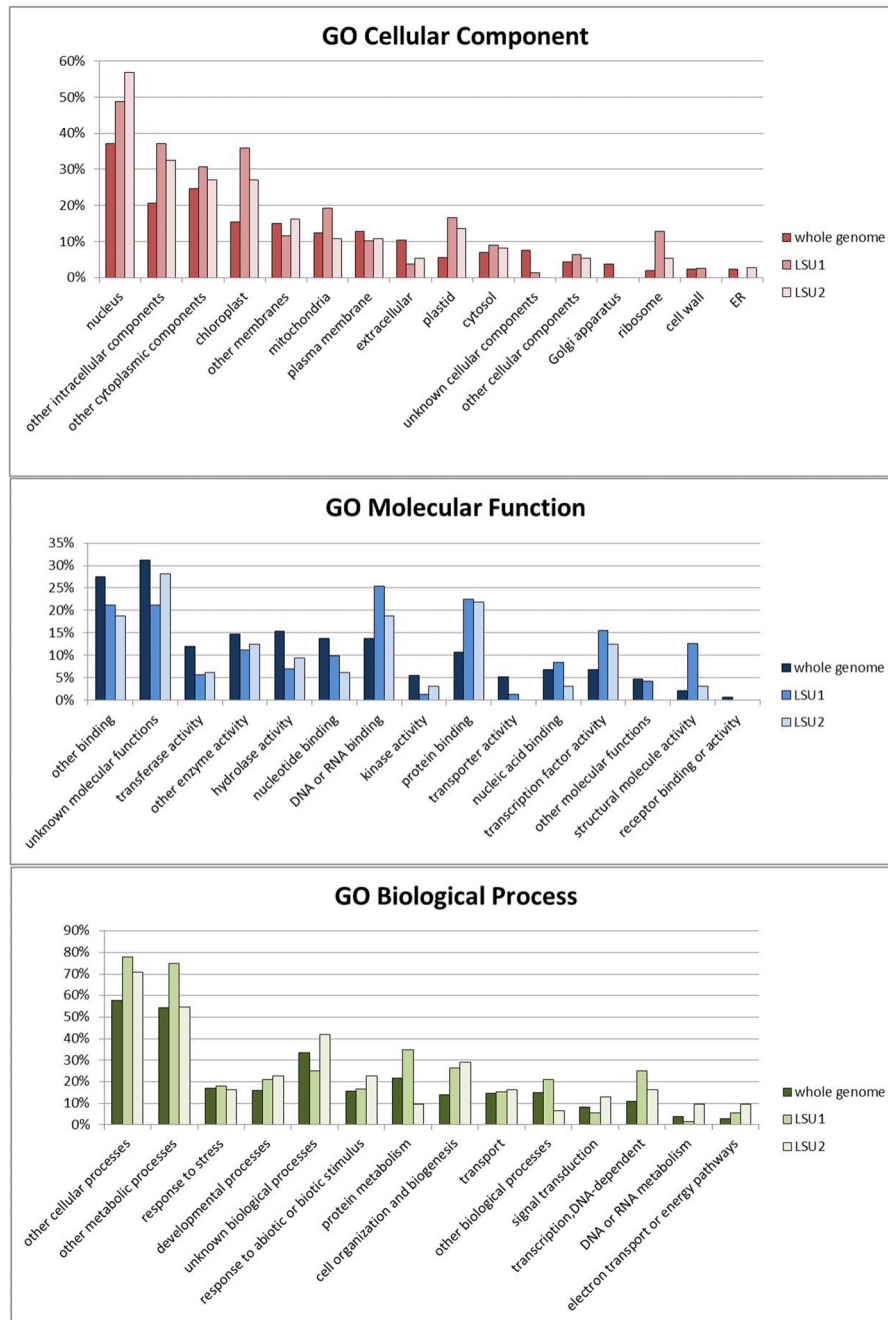 GO Cellular Component
60%
50%
40%
30%
20%
10%
0%
nucleus
other intracellular components
other cytoplasmic components
chloroplast
other membranes
mitochondria
plasma membrane
extracellular
plastid
cytosol
unknown cellular components
other cellular components
Golgi apparatus
ribosome
cell wall
ER
whole genome
LSU1
LSU2
GO Molecular Function
35%
30%
25%
20%
15%
10%
5%
0%
other binding
unknown molecular functions
transferase activity
other enzyme activity
hydrolase activity
nucleotide binding
DNA or RNA binding
kinase activity
protein binding
transporter activity
nucleic acid binding
transcription factor activity
other molecular functions
structural molecule activity
receptor binding or activity
whole genome
LSU1
LSU2
GO Biological Process
90%
80%
70%
60%
50%
40%
30%
20%
10%
0%
other cellular processes
other metabolic processes
response to stress
developmental processes
unknown biological processes
response to abiotic or biotic stimulus
protein metabolism
cell organization and biogenesis
transport
other biological processes
signal transduction
transcription,DNA-dependent
DNA or RNA metabolism
electron transport or energy pathways
whole genome
LSU1
LSU2